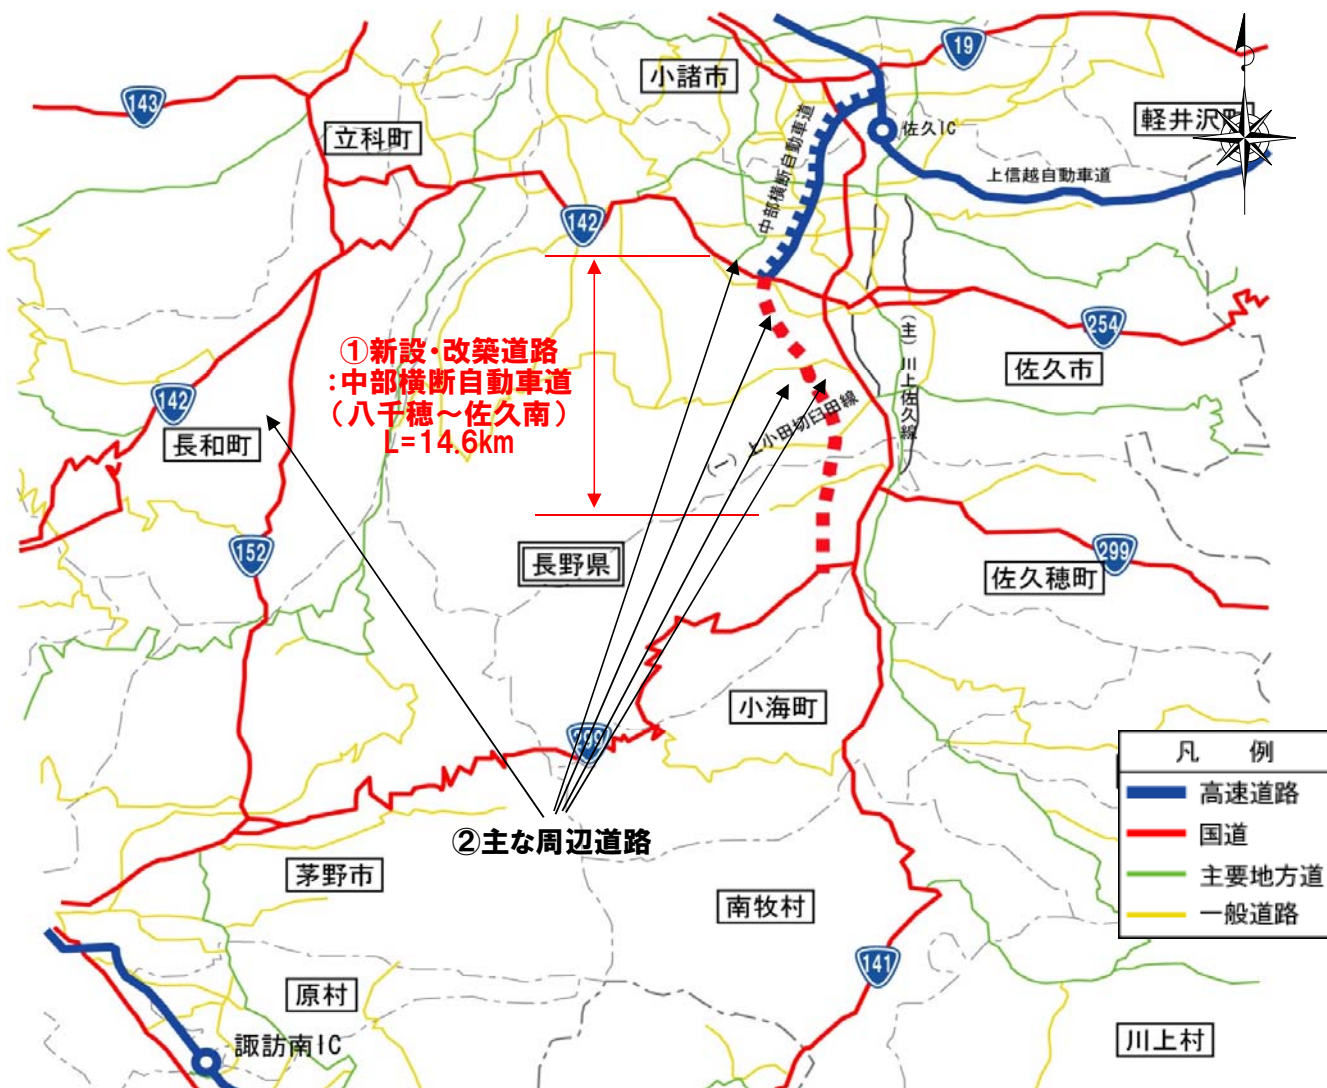 19
小諸市
143
軽井沢町
佐久IC
立科町
中部横断自動車道
上信越自動車道
142
254
①新設・改築道路
:中部横断自動車道
(八千穂~佐久南)
L=14.6km
佐久市
(主)川上佐久線
142
長和町
(一)上小田切臼田線
152
長野県
299
佐久穂町
小海町
299
凡 例
高速道路
国道
主要地方道
一般道路
②主な周辺道路
茅野市
南牧村
141
原村
諏訪南IC
川上村